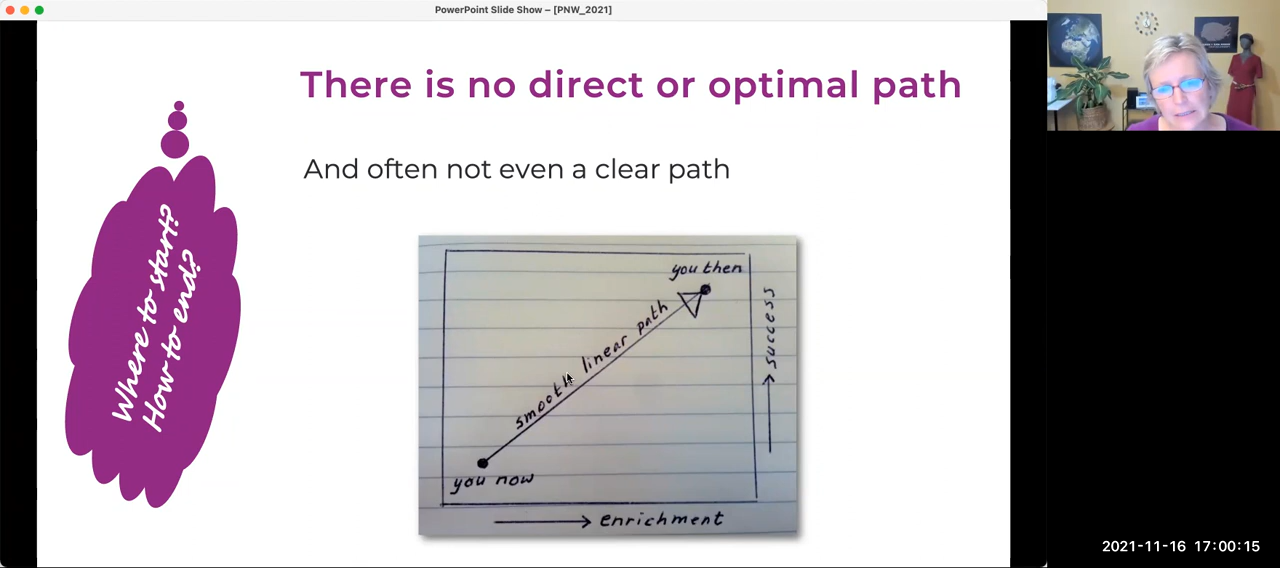 PowerPoint Slide Show – [PNW_2021]
There is no direct or optimal path
And often not even a clear path
Where to start?
How to end?
you then
smooth linear path
you now
success
enrichment
2021-11-16 17:00:15